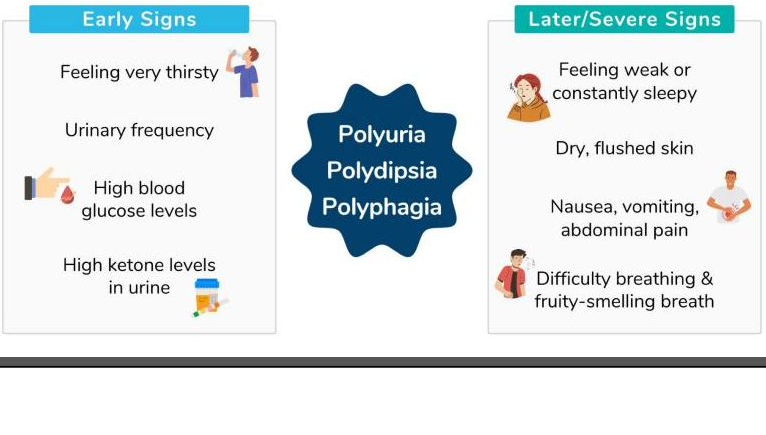 Early Signs
Feeling very thirsty
Urinary frequency
High blood
glucose levels
High ketone levels
in urine
Polyuria
Polydipsia
Polyphagia
Later/Severe Signs
Feeling weak or
constantly sleepy
Dry, flushed skin
Nausea, vomiting,
abdominal pain
Difficulty breathing &
fruity-smelling breath